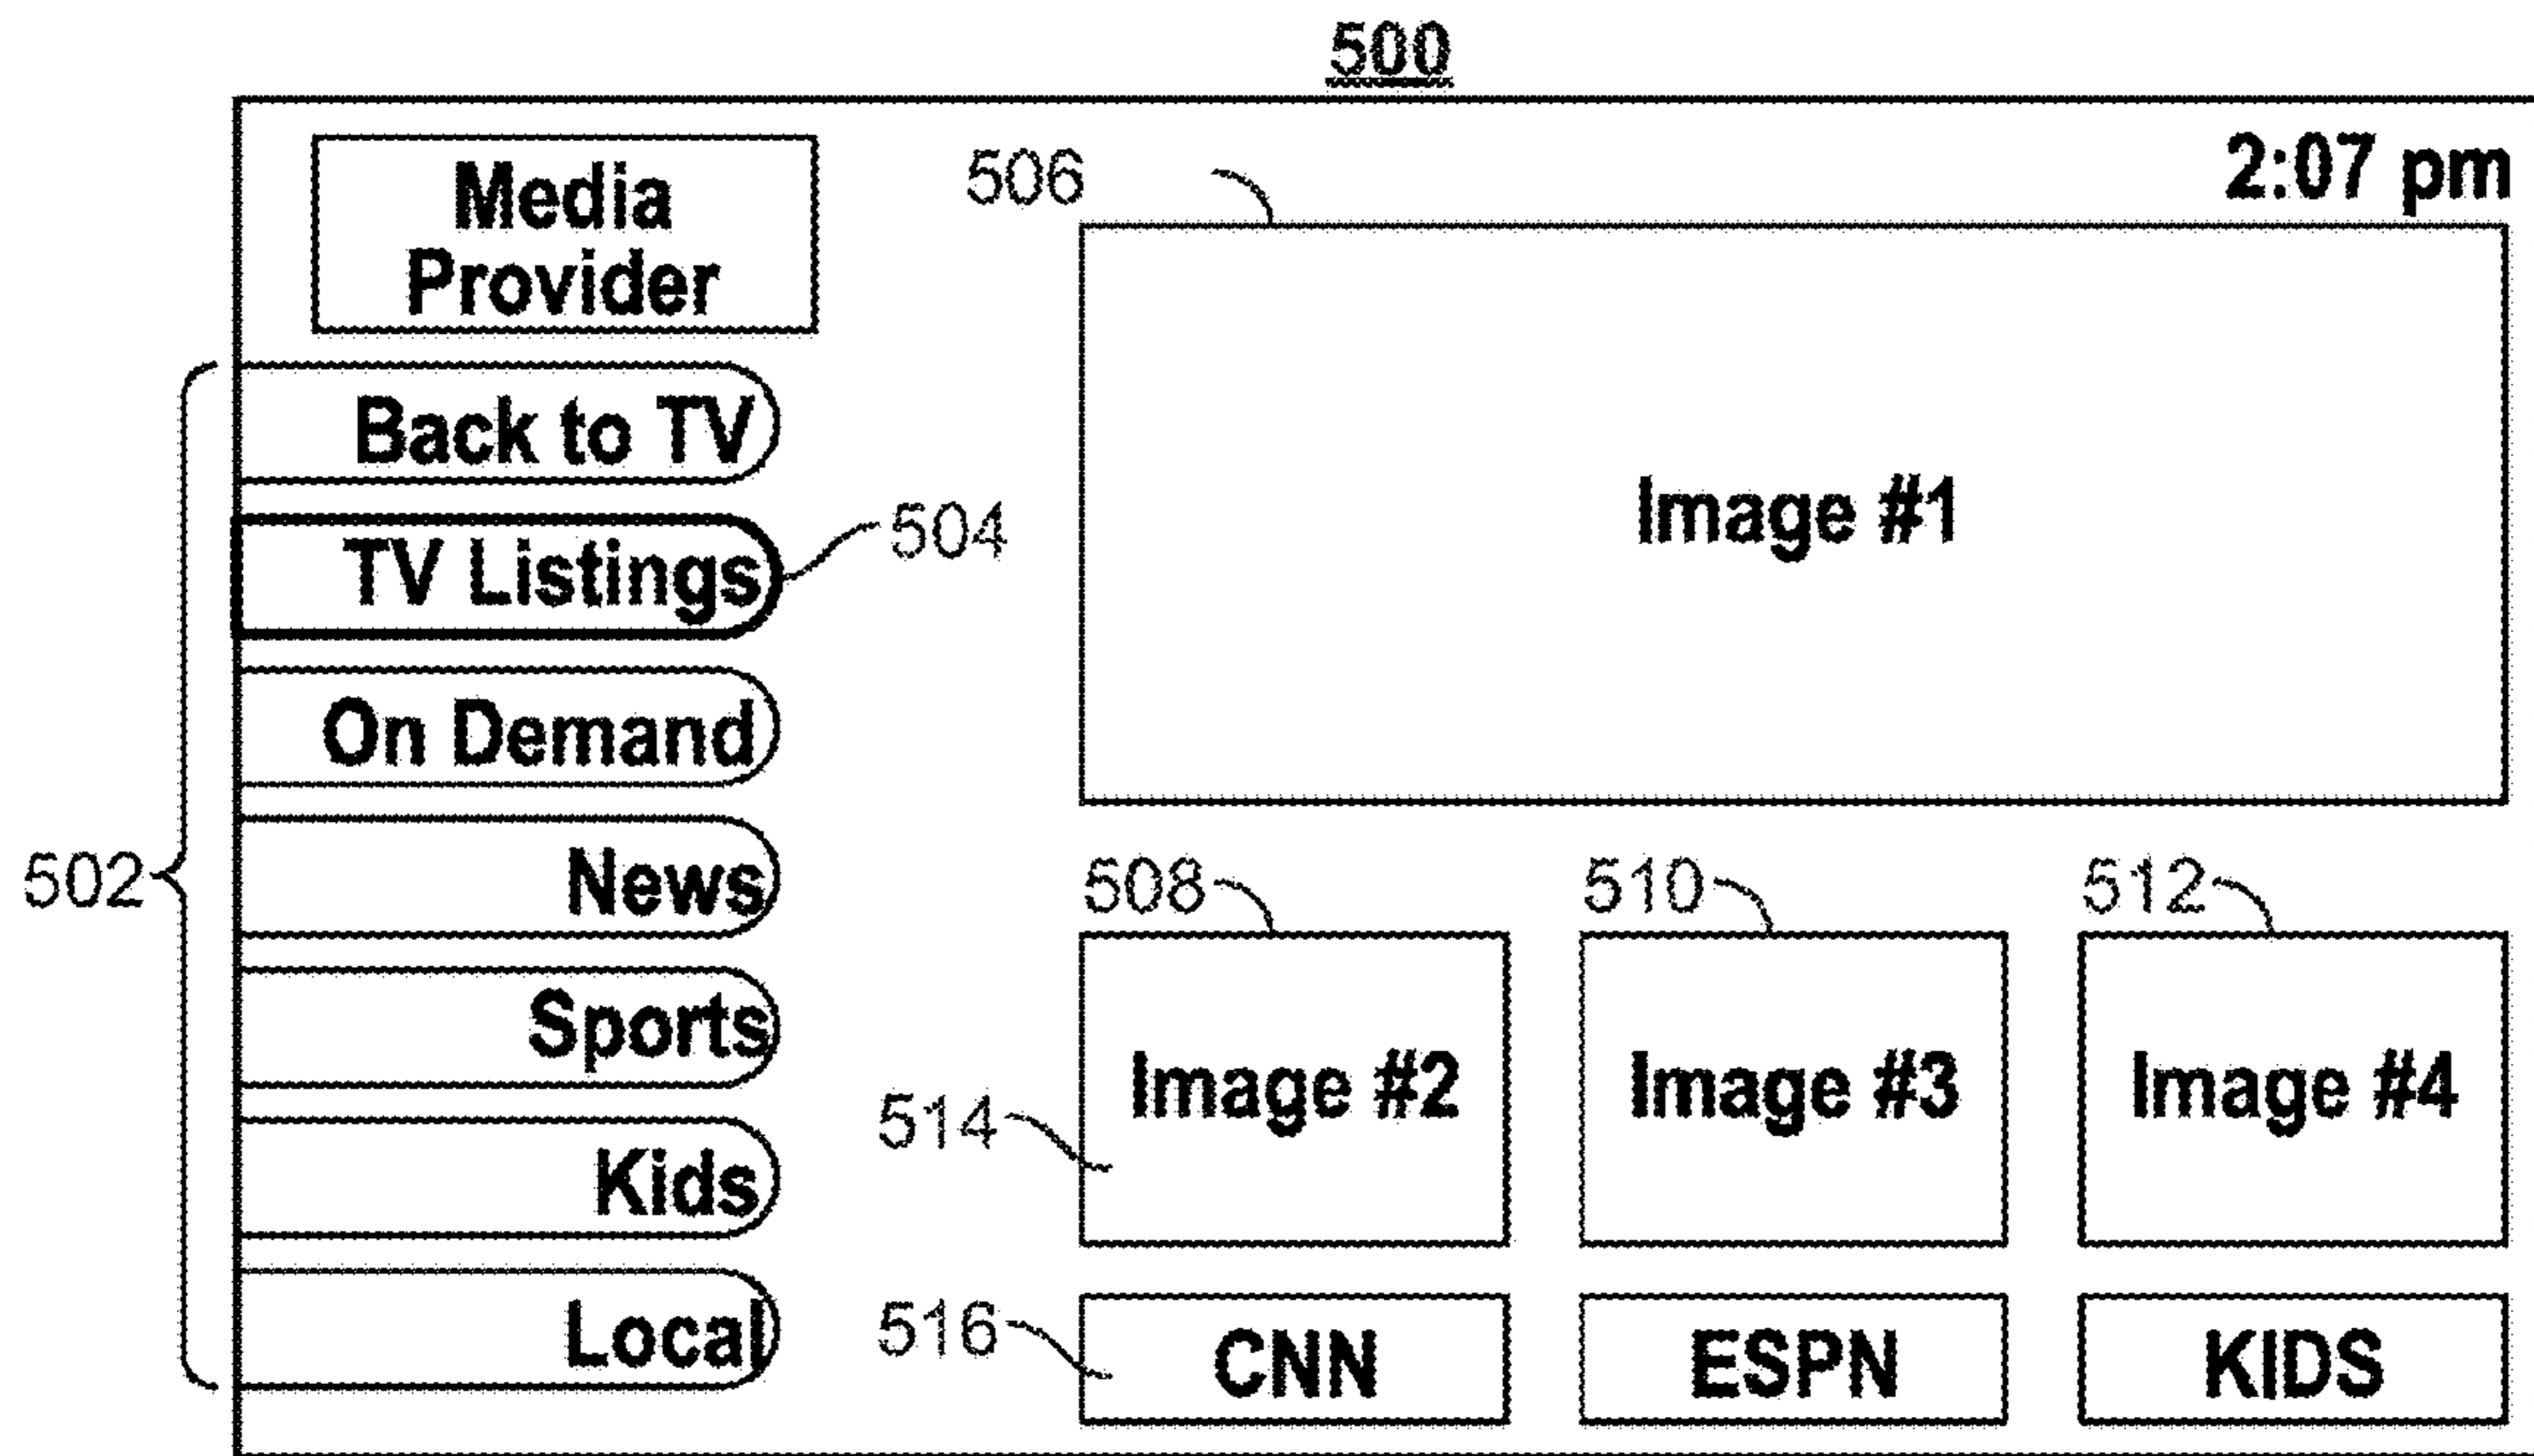 500
Media
Provider
2:07 pm
506
Back to TV
TV Listings
504
On Demand
News
Sports
Kids
Local
502
Image #1
508
510
512
Image #2
Image #3
Image #4
514
516
CNN
ESPN
KIDS